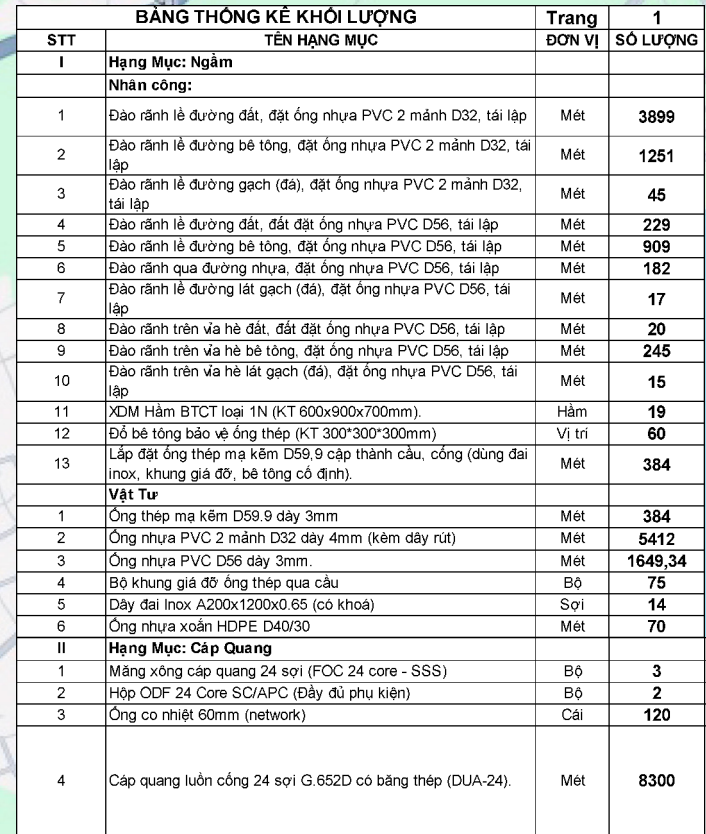 BẢNG THỐNG KÊ KHỐI LƯỢNG Trang 1
STT TÊN HẠNG MỤC ĐƠN VỊ SỐ LƯỢNG
I Hạng Mục: Ngầm
Nhân công:
1 Đào rãnh lề đường đất, đặt ống nhựa PVC 2 mảnh D32, tái lập Mét 3899
2 Đào rãnh lề đường bê tông, đặt ống nhựa PVC 2 mảnh D32, tái
lập Mét 1251
3 Đào rãnh lề đường gạch (đá), đặt ống nhựa PVC 2 mảnh D32,
tái lập Mét 45
4 Đào rãnh lề đường đất, đất đặt ống nhựa PVC D56, tái lập Mét 229
5 Đào rãnh lề đường bê tông, đặt ống nhựa PVC D56, tái lập Mét 909
6 Đào rãnh qua đường nhựa, đặt ống nhựa PVC D56, tái lập Mét 182
7 Đào rãnh lề đường lát gạch (đá), đặt ống nhựa PVC D56, tái
lập Mét 17
8 Đào rãnh trên vỉa hè đất, đất đặt ống nhựa PVC D56, tái lập Mét 20
9 Đào rãnh trên vỉa hè bê tông, đặt ống nhựa PVC D56, tái lập Mét 245
10 Đào rãnh trên vỉa hè lát gạch (đá), đặt ống nhựa PVC D56, tái
lập Mét 15
11 XDM Hầm BTCT loại 1N (KT 600x900x700mm). Hầm 19
12 Đổ bê tông bảo vệ ống thép (KT 300*300*300mm) Vị trí 60
13 Lắp đặt ống thép mạ kẽm D59,9 cập thành cầu, cống (dùng đai
inox, khung giá đỡ, bê tông cố định). Mét 384
Vật Tư
1 Ống thép mạ kẽm D59.9 dày 3mm Mét 384
2 Ống nhựa PVC 2 mảnh D32 dày 4mm (kèm dây rút) Mét 5412
3 Ống nhựa PVC D56 dày 3mm. Mét 1649,34
4 Bộ khung giá đỡ ống thép qua cầu Bộ 75
5 Dây đai Inox A200x1200x0.65 (có khoá) Sợi 14
6 Ống nhựa xoắn HDPE D40/30 Mét 70
II Hạng Mục: Cáp Quang
1 Măng xông cáp quang 24 sợi (FOC 24 core - SSS) Bộ 3
2 Hộp ODF 24 Core SC/APC (Đầy đủ phụ kiện) Bộ 2
3 Ống co nhiệt 60mm (network) Cái 120
4 Cáp quang luồn cống 24 sợi G.652D có băng thép (DUA-24). Mét 8300